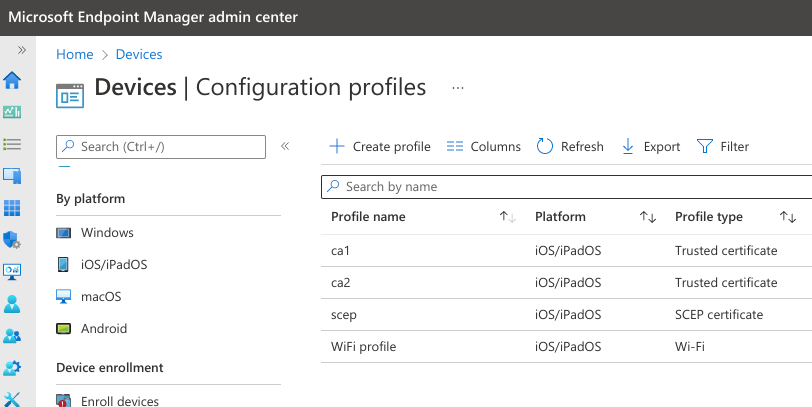 Microsoft Endpoint Manager admin center
Home > Devices
Devices | Configuration profiles ...
Search (Ctrl+/)
Create profile Columns Refresh Export Filter
Search by name
By platform
Windows
iOS/iPadOS
macOS
Android
Device enrollment
Enroll devices
Profile name Platform Profile type
ca1 iOS/iPadOS Trusted certificate
ca2 iOS/iPadOS Trusted certificate
scep iOS/iPadOS SCEP certificate
WiFi profile iOS/iPadOS Wi-Fi